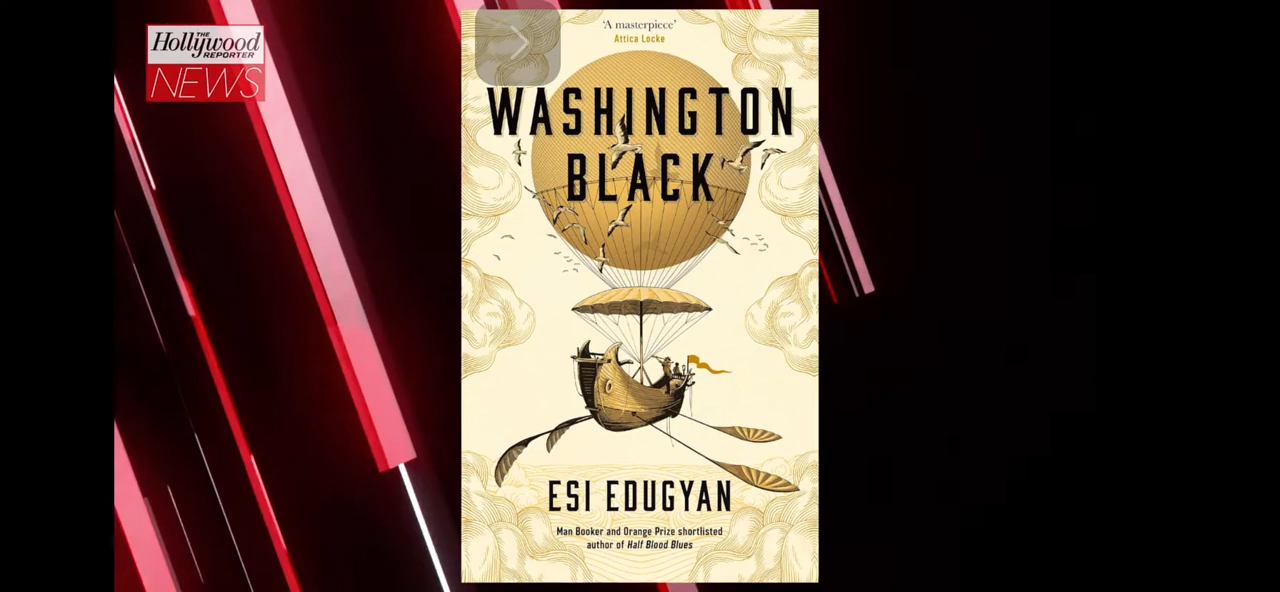 THE
Hollywood
REPORTER
NEWS
‘A masterpiece’
Attica Locke
WASHINGTON
BLACK
ESI EDUGYAN
Man Booker and Orange Prize shortlisted
author of Half Blood Blues